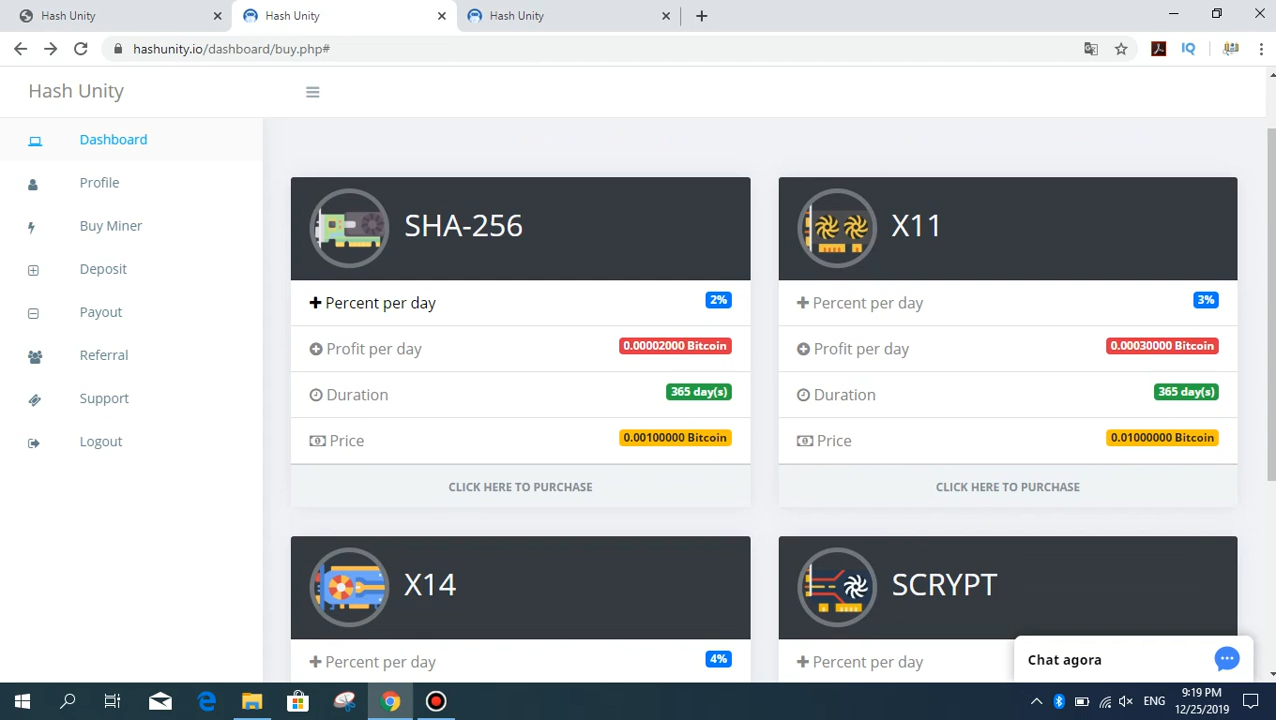 Hash Unity
Hash Unity
Hash Unity
hashunity.io/dashboard/buy.php#
IQ
Hash Unity
Dashboard
Profile
Buy Miner
Deposit
Payout
Referral
Support
Logout
SHA-256
Percent per day 2%
Profit per day 0.00002000 Bitcoin
Duration 365 day(s)
Price 0.00100000 Bitcoin
CLICK HERE TO PURCHASE
X11
Percent per day 3%
Profit per day 0.00030000 Bitcoin
Duration 365 day(s)
Price 0.01000000 Bitcoin
CLICK HERE TO PURCHASE
X14
Percent per day 4%
SCRYPT
Percent per day
Chat agora
ENG
9:19 PM
12/25/2019